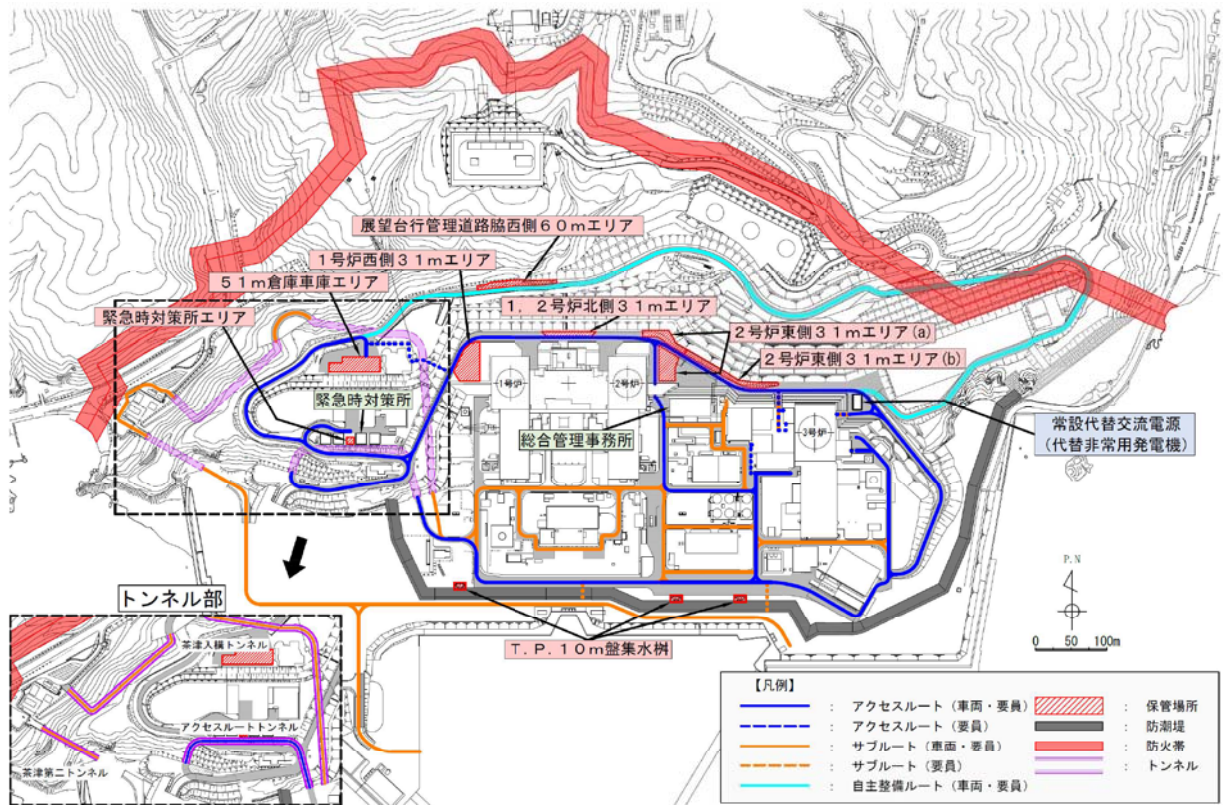 展望台行管理道路脇西側60mエリア
1号炉西側31mエリア
51m倉庫車庫エリア
1,2号炉北側31mエリア
緊急時対策所エリア
2号炉東側31mエリア(a)
2号炉東側31mエリア(b)
1号炉
2号炉
緊急時対策所
総合管理事務所
3号炉
常設代替交流電源
(代替非常用発電機)
トンネル部
茶津入構トンネル
アクセスルートトンネル
茶津第二トンネル
T.P.10m盤集水桝
P.N
0 50 100m
【凡例】
: アクセスルート(車両・要員)
: 保管場所
: アクセスルート(要員)
: 防潮堤
: サブルート(車両・要員)
: 防火帯
: サブルート(要員)
: トンネル
: 自主整備ルート(車両・要員)